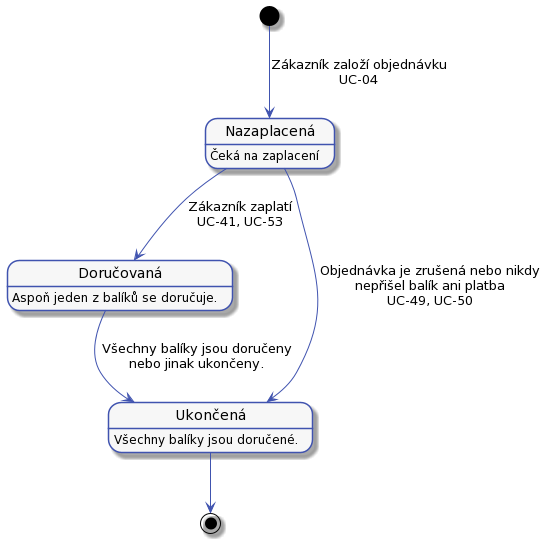 Zákazník založí objednávku
UC-04
Nazaplacená
Čeká na zaplacení
Zákazník zaplatí
UC-41, UC-53
Objednávka je zrušená nebo nikdy
nepřišel balík ani platba
UC-49, UC-50
Doručovaná
Aspoň jeden z balíků se doručuje.
Všechny balíky jsou doručeny
nebo jinak ukončeny.
Ukončená
Všechny balíky jsou doručené.